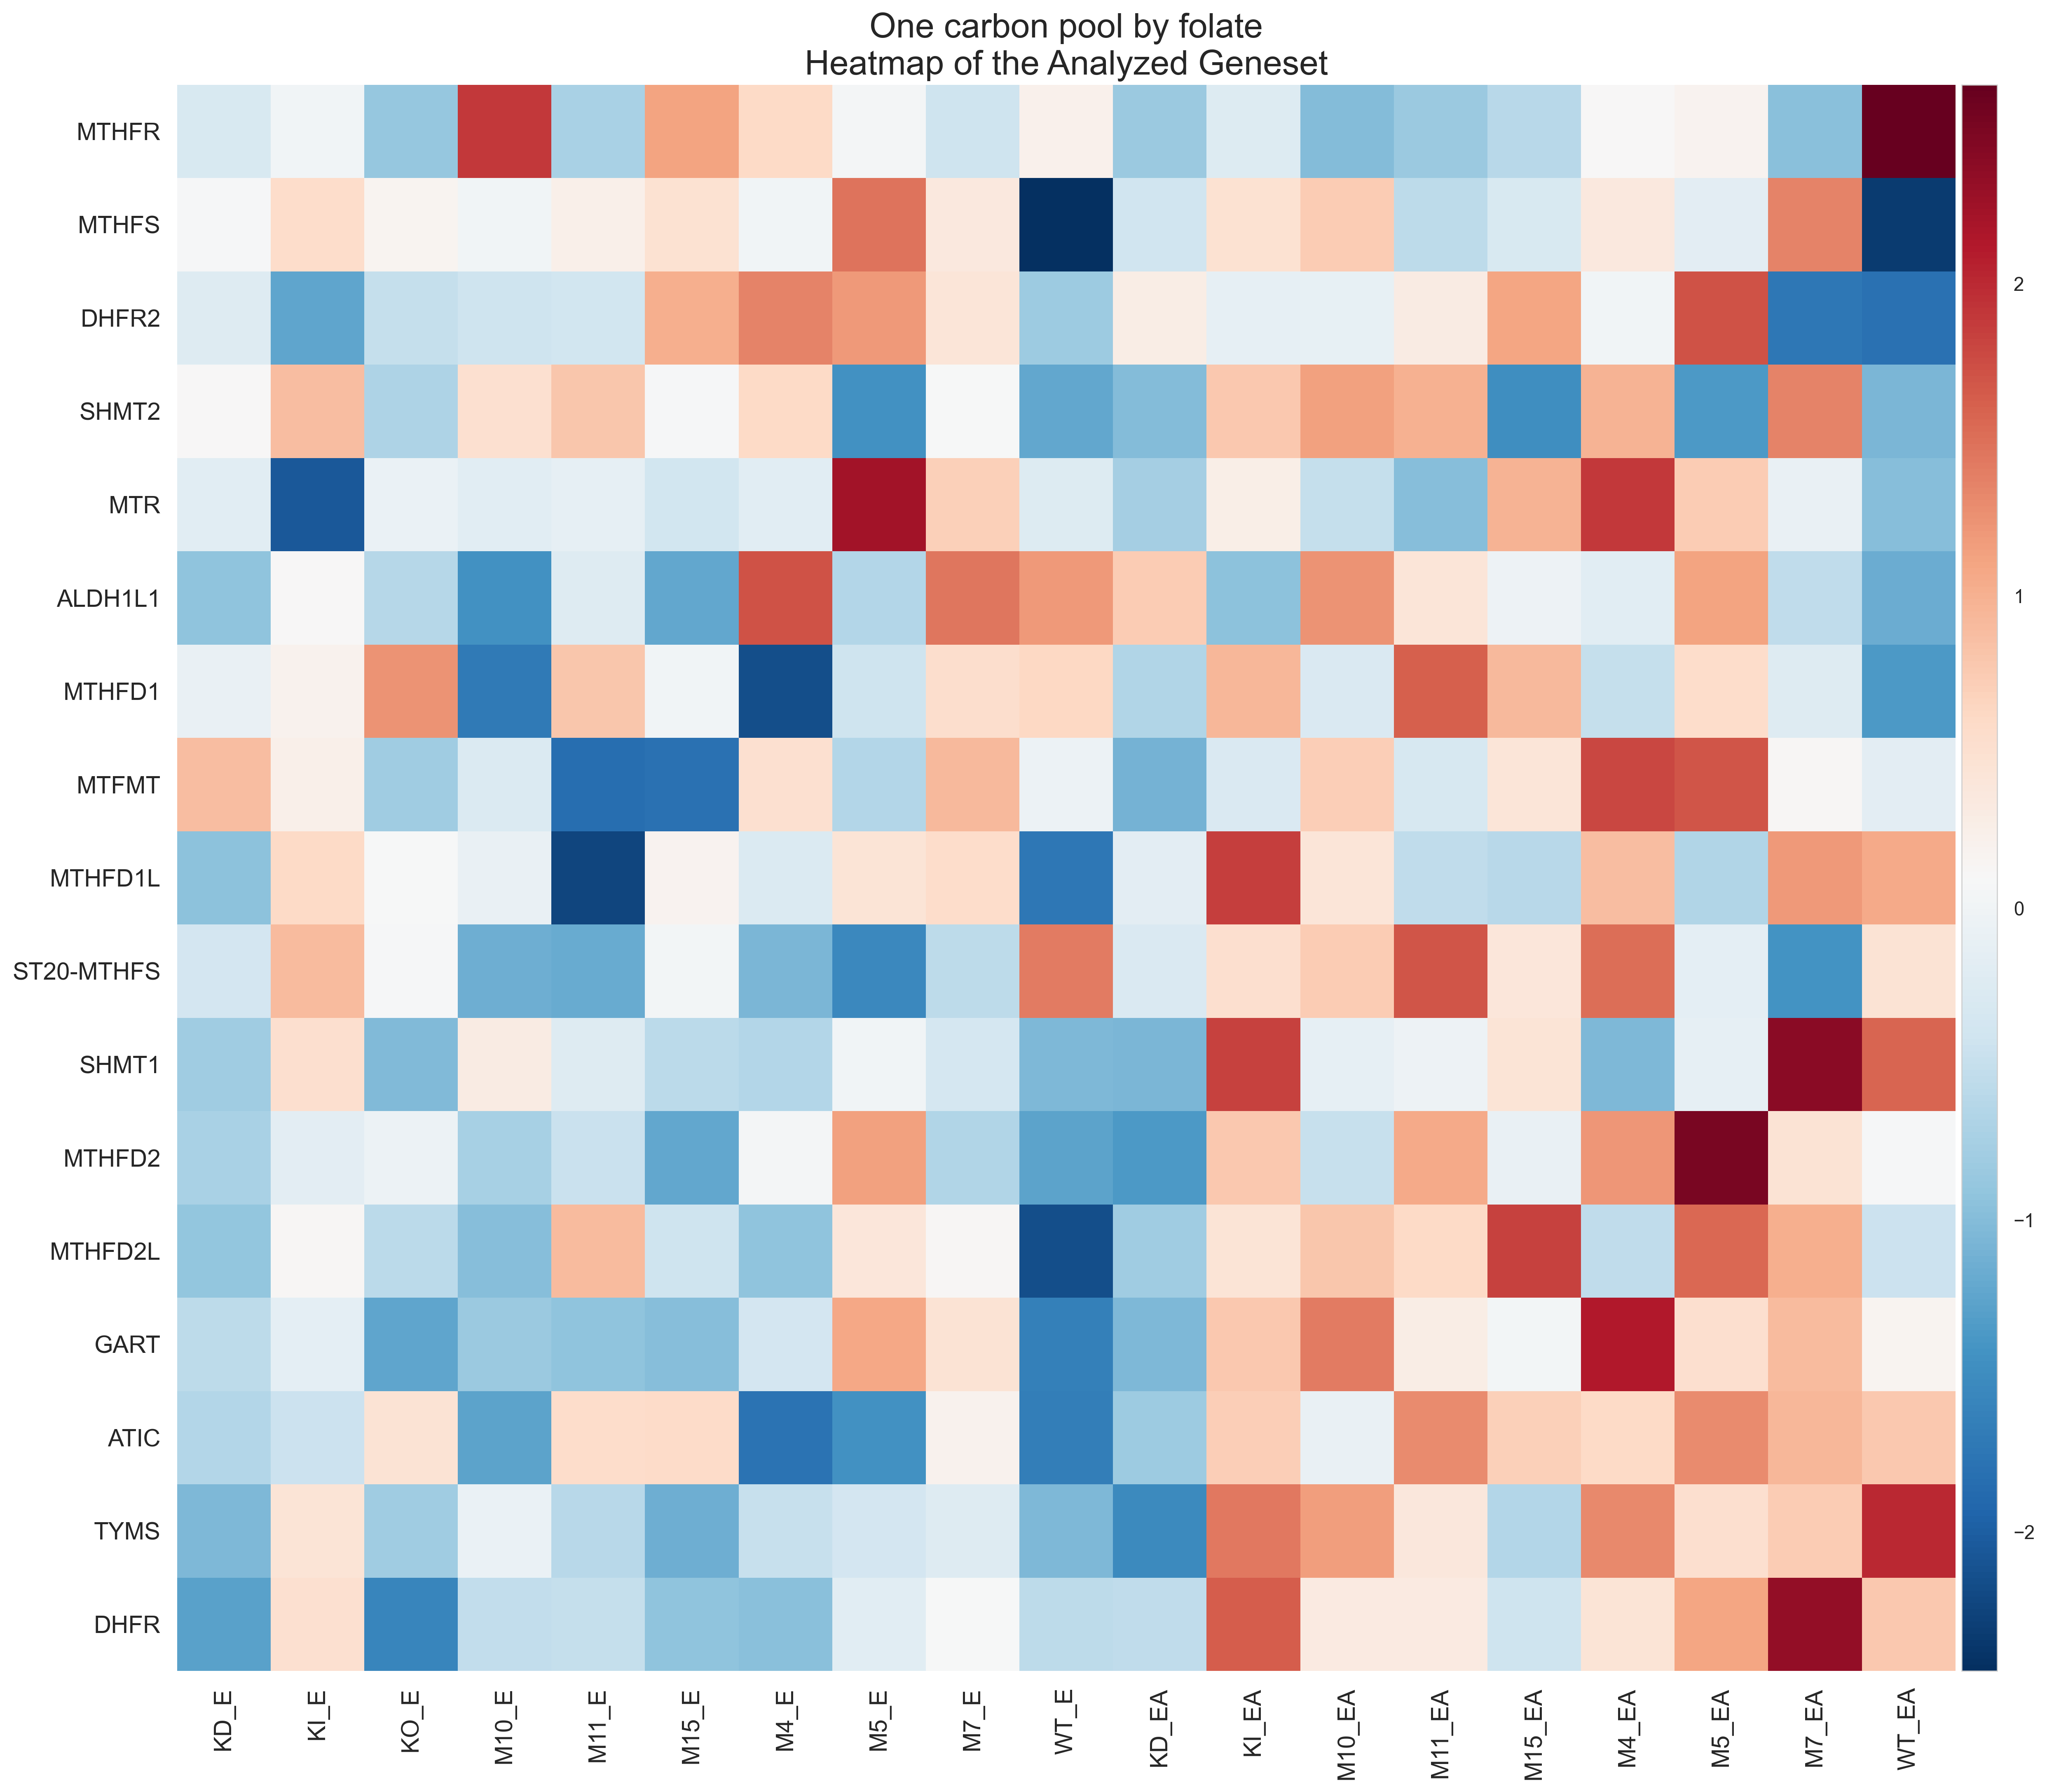 One carbon pool by folate
Heatmap of the Analyzed Geneset
MTHFR
MTHFS
DHFR2
SHMT2
MTR
ALDH1L1
MTHFD1
MTFMT
MTHFD1L
ST20-MTHFS
SHMT1
MTHFD2
MTHFD2L
GART
ATIC
TYMS
DHFR
2
1
0
−1
−2
KD_E
KI_E
KO_E
M10_E
M11_E
M15_E
M4_E
M5_E
M7_E
WT_E
KD_EA
KI_EA
M10_EA
M11_EA
M15_EA
M4_EA
M5_EA
M7_EA
WT_EA